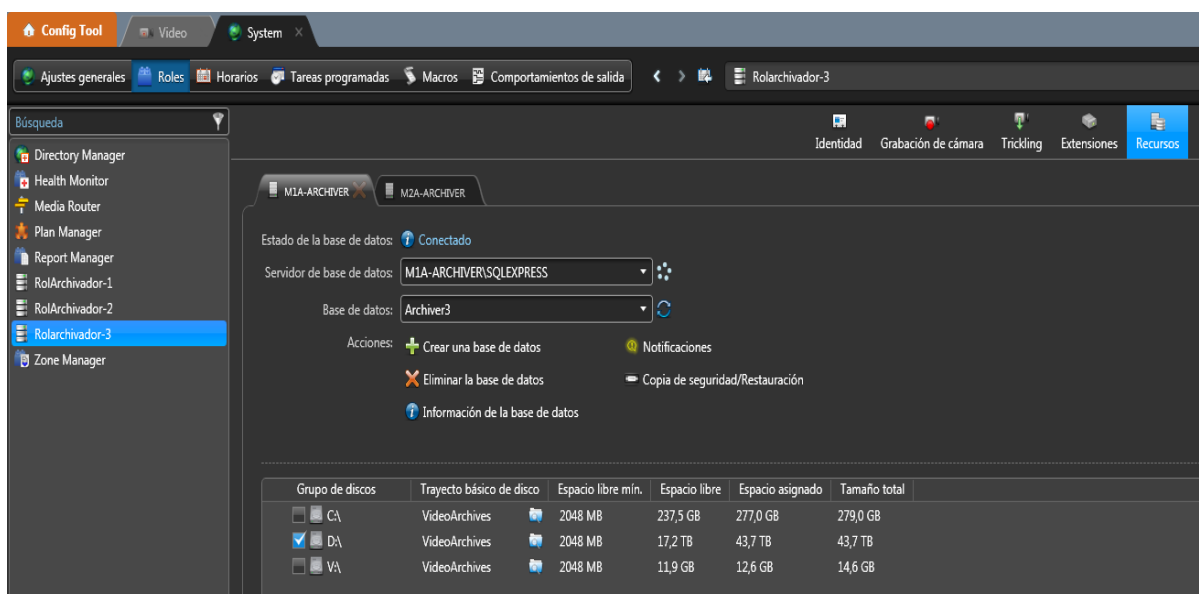 Config Tool Video System
Ajustes generales Roles Horarios Tareas programadas Macros Comportamientos de salida Rolarchivador-3
Búsqueda
Directory Manager
Health Monitor
Media Router
Plan Manager
Report Manager
RolArchivador-1
RolArchivador-2
Rolarchivador-3
Zone Manager
Identidad Grabación de cámara Trickling Extensiones Recursos
M1A-ARCHIVER M2A-ARCHIVER
Estado de la base de datos: Conectado
Servidor de base de datos: M1A-ARCHIVER\SQLEXPRESS
Base de datos: Archiver3
Acciones: Crear una base de datos Notificaciones
Eliminar la base de datos Copia de seguridad/Restauración
Información de la base de datos
Grupo de discos Trayecto básico de disco Espacio libre mín. Espacio libre Espacio asignado Tamaño total
C:\ VideoArchives 2048 MB 237,5 GB 277,0 GB 279,0 GB
D:\ VideoArchives 2048 MB 17,2 TB 43,7 TB 43,7 TB
V:\ VideoArchives 2048 MB 11,9 GB 12,6 GB 14,6 GB